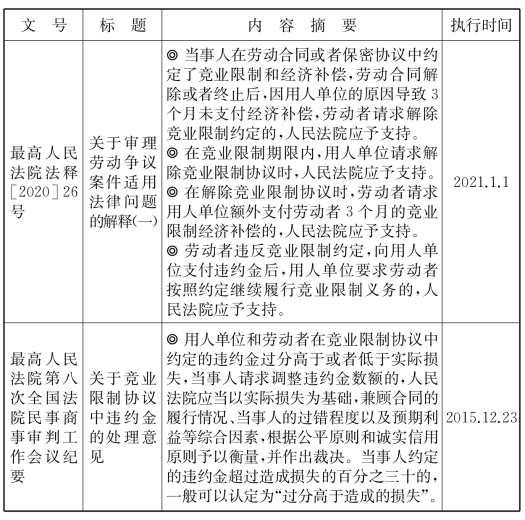 文 号
标 题
内 容 摘 要
执行时间
最高人民
法院法释
[2020]26
号
关于审理
劳动争议
案件适用
法律问题
的解释(一)
◎ 当事人在劳动合同或者保密协议中约
定了竞业限制和经济补偿,劳动合同解
除或者终止后,因用人单位的原因导致 3
个月未支付经济补偿,劳动者请求解除
竞业限制约定的,人民法院应予支持。
◎ 在竞业限制期限内,用人单位请求解
除竞业限制协议时,人民法院应予支持。
◎ 在解除竞业限制协议时,劳动者请求
用人单位额外支付劳动者 3 个月的竞业
限制经济补偿的,人民法院应予支持。
◎ 劳动者违反竞业限制约定,向用人单
位支付违约金后,用人单位要求劳动者
按照约定继续履行竞业限制义务的,人
民法院应予支持。
2021.1.1
最高人民
法院第八
次全国法
院民事商
事审判工
作会议纪
要
关于竞业
限制协议
中违约金
的处理意
见
◎ 用人单位和劳动者在竞业限制协议中
约定的违约金过分高于或者低于实际损
失,当事人请求调整违约金数额的,人民
法院应当以实际损失为基础,兼顾合同的
履行情况、当事人的过错程度以及预期利
益等综合因素,根据公平原则和诚实信用
原则予以衡量,并作出裁决。当事人约定
的违约金超过造成损失的百分之三十的,
一般可以认定为“过分高于造成的损失”。
2015.12.23